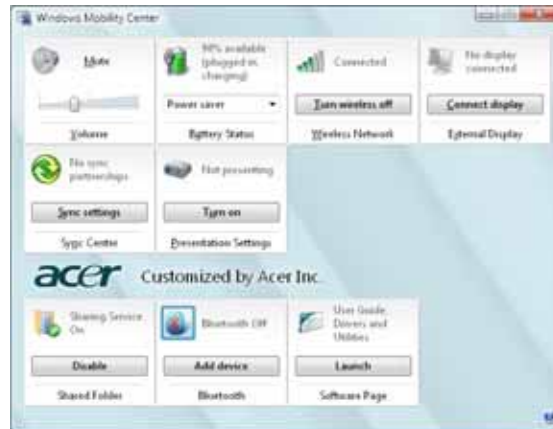 Windows Mobility Center
Mute
Volume
90% available
(plugged in,
charging)
Power saver
Battery Status
Connected
Turn wireless off
Wireless Network
No display
connected
Connect display
External Display
No sync
partnerships
Sync settings
Sync Center
Not presenting
Turn on
Presentation Settings
acer Customized by Acer Inc.
Sharing Service
On
Disable
Shared Folder
Bluetooth Off
Add device
Bluetooth
User Guide,
Drivers and
Utilities
Launch
Software Page